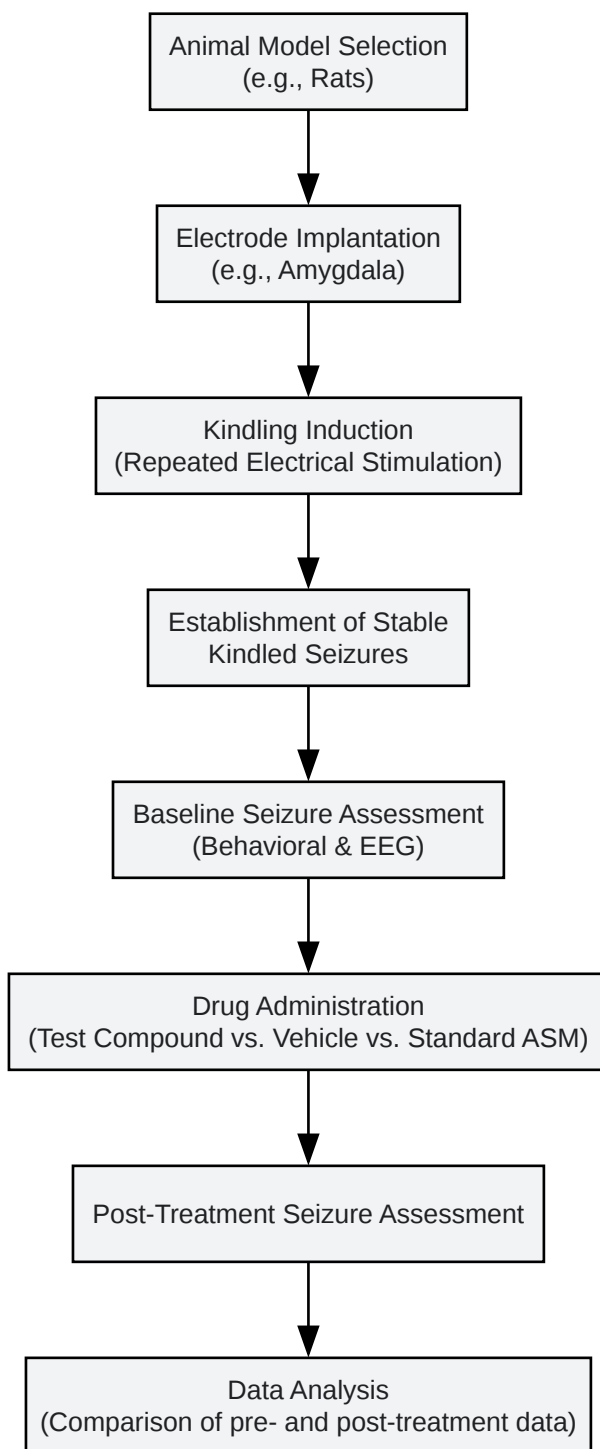 Animal Model Selection
(e.g., Rats)
Electrode Implantation
(e.g., Amygdala)
Kindling Induction
(Repeated Electrical Stimulation)
Establishment of Stable
Kindled Seizures
Baseline Seizure Assessment
(Behavioral & EEG)
Drug Administration
(Test Compound vs. Vehicle vs. Standard ASM)
Post-Treatment Seizure Assessment
Data Analysis
(Comparison of pre- and post-treatment data)